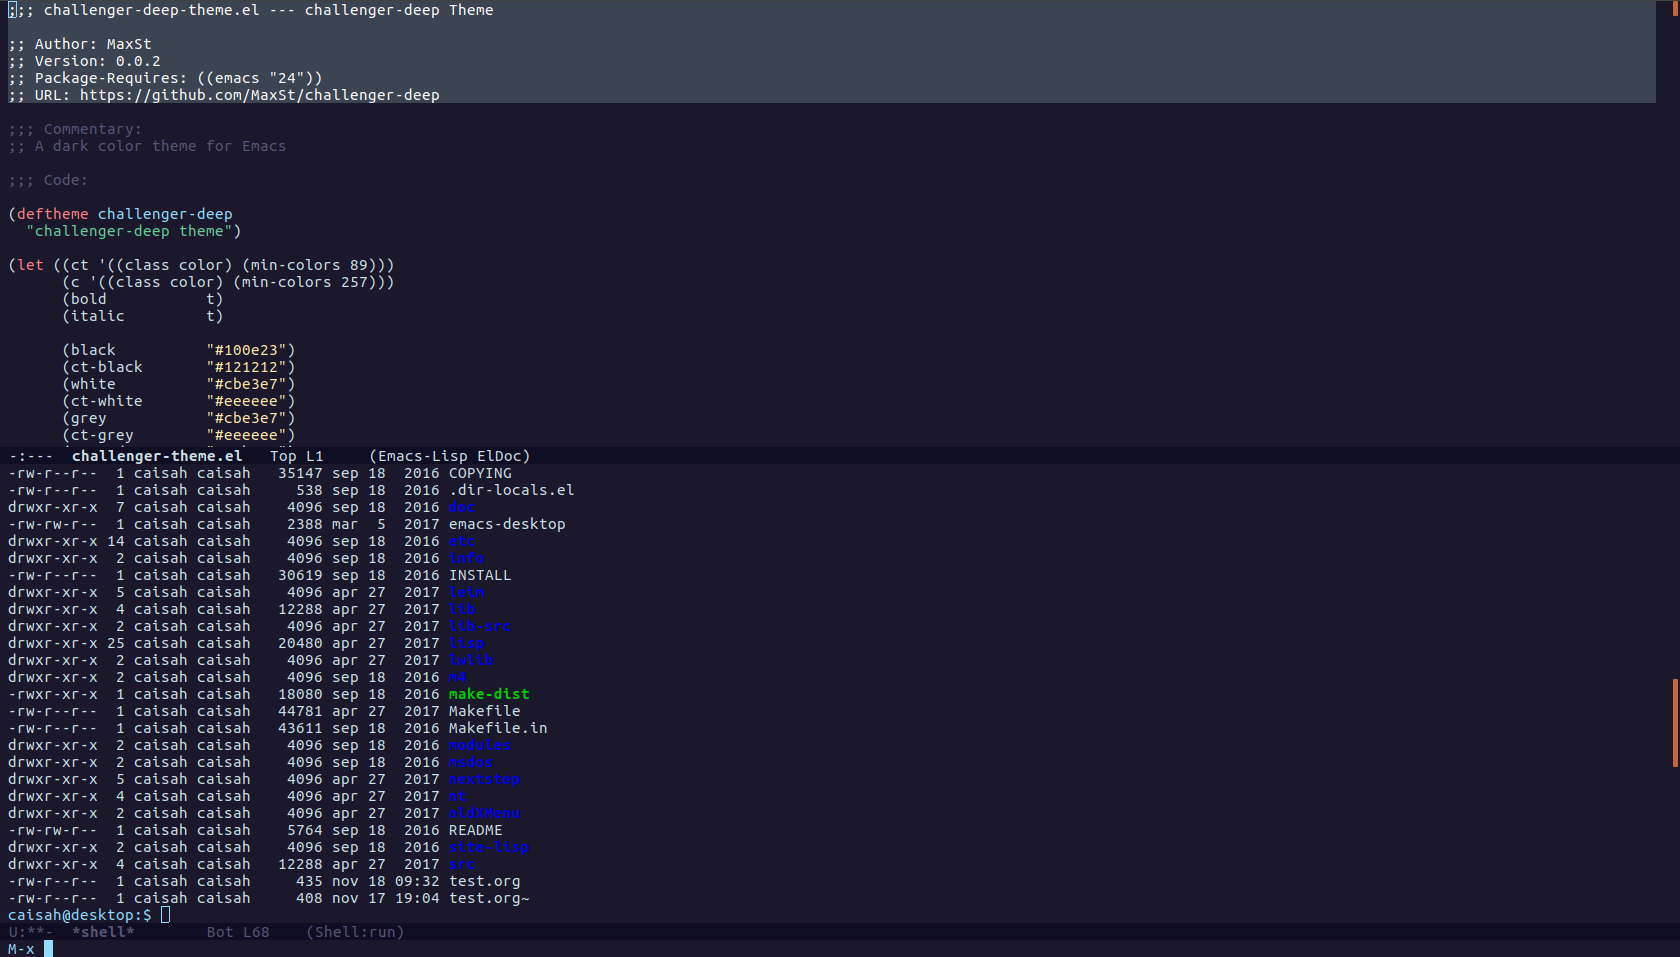 ;;; challenger-deep-theme.el --- challenger-deep Theme
;; Author: MaxSt
;; Version: 0.0.2
;; Package-Requires: ((emacs "24"))
;; URL: https://github.com/MaxSt/challenger-deep
;;; Commentary:
;; A dark color theme for Emacs
;;; Code:
(deftheme challenger-deep
  "challenger-deep theme")
(let ((ct '((class color) (min-colors 89)))
      (c '((class color) (min-colors 257)))
      (bold           t)
      (italic         t)
      (black          "#100e23")
      (ct-black       "#121212")
      (white          "#cbe3e7")
      (ct-white       "#eeeeee")
      (grey           "#cbe3e7")
      (ct-grey        "#eeeeee")
-:---  challenger-theme.el   Top L1     (Emacs-Lisp ElDoc)
-rw-r--r--  1 caisah caisah   35147 sep 18  2016 COPYING
-rw-r--r--  1 caisah caisah     538 sep 18  2016 .dir-locals.el
drwxr-xr-x  7 caisah caisah    4096 sep 18  2016 doc
-rw-rw-r--  1 caisah caisah    2388 mar  5  2017 emacs-desktop
drwxr-xr-x 14 caisah caisah    4096 sep 18  2016 etc
drwxr-xr-x  2 caisah caisah    4096 sep 18  2016 info
-rw-r--r--  1 caisah caisah   30619 sep 18  2016 INSTALL
drwxr-xr-x  5 caisah caisah    4096 apr 27  2017 leim
drwxr-xr-x  4 caisah caisah   12288 apr 27  2017 lib
drwxr-xr-x  2 caisah caisah    4096 apr 27  2017 lib-src
drwxr-xr-x 25 caisah caisah   20480 apr 27  2017 lisp
drwxr-xr-x  2 caisah caisah    4096 apr 27  2017 lwlib
drwxr-xr-x  2 caisah caisah    4096 sep 18  2016 m4
-rwxr-xr-x  1 caisah caisah   18080 sep 18  2016 make-dist
-rw-r--r--  1 caisah caisah   44781 apr 27  2017 Makefile
-rw-r--r--  1 caisah caisah   43611 sep 18  2016 Makefile.in
drwxr-xr-x  2 caisah caisah    4096 sep 18  2016 modules
drwxr-xr-x  2 caisah caisah    4096 sep 18  2016 msdos
drwxr-xr-x  5 caisah caisah    4096 apr 27  2017 nextstep
drwxr-xr-x  4 caisah caisah    4096 apr 27  2017 nt
drwxr-xr-x  2 caisah caisah    4096 apr 27  2017 oldXMenu
-rw-rw-r--  1 caisah caisah    5764 sep 18  2016 README
drwxr-xr-x  2 caisah caisah    4096 sep 18  2016 site-lisp
drwxr-xr-x  4 caisah caisah   12288 apr 27  2017 src
-rw-r--r--  1 caisah caisah     435 nov 18 09:32 test.org
-rw-r--r--  1 caisah caisah     408 nov 17 19:04 test.org~
caisah@desktop:$
U:**-  *shell*        Bot L68    (Shell:run)
M-x